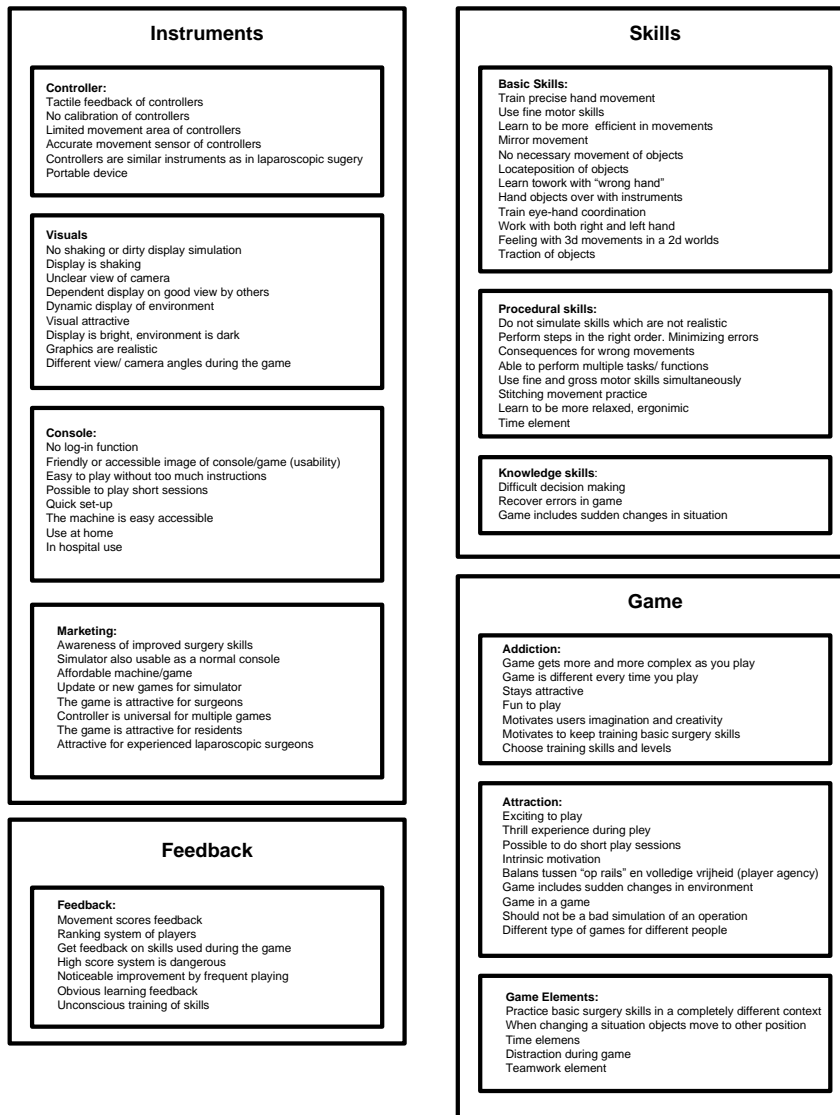 Instruments
Controller:
Tactile feedback of controllers
No calibration of controllers
Limited movement area of controllers
Accurate movement sensor of controllers
Controllers are similar instruments as in laparoscopic sugery
Portable device
Visuals
No shaking or dirty display simulation
Display is shaking
Unclear view of camera
Dependent display on good view by others
Dynamic display of environment
Visual attractive
Display is bright, environment is dark
Graphics are realistic
Different view/ camera angles during the game
Console:
No log-in function
Friendly or accessible image of console/game (usability)
Easy to play without too much instructions
Possible to play short sessions
Quick set-up
The machine is easy accessible
Use at home
In hospital use
Marketing:
Awareness of improved surgery skills
Simulator also usable as a normal console
Affordable machine/game
Update or new games for simulator
The game is attractive for surgeons
Controller is universal for multiple games
The game is attractive for residents
Attractive for experienced laparoscopic surgeons
Feedback
Feedback:
Movement scores feedback
Ranking system of players
Get feedback on skills used during the game
High score system is dangerous
Noticeable improvement by frequent playing
Obvious learning feedback
Unconscious training of skills
Skills
Basic Skills:
Train precise hand movement
Use fine motor skills
Learn to be more efficient in movements
Mirror movement
No necessary movement of objects
Locateposition of objects
Learn towork with “wrong hand”
Hand objects over with instruments
Train eye-hand coordination
Work with both right and left hand
Feeling with 3d movements in a 2d worlds
Traction of objects
Procedural skills:
Do not simulate skills which are not realistic
Perform steps in the right order. Minimizing errors
Consequences for wrong movements
Able to perform multiple tasks/ functions
Use fine and gross motor skills simultaneously
Stitching movement practice
Learn to be more relaxed, ergonimic
Time element
Knowledge skills:
Difficult decision making
Recover errors in game
Game includes sudden changes in situation
Game
Addiction:
Game gets more and more complex as you play
Game is different every time you play
Stays attractive
Fun to play
Motivates users imagination and creativity
Motivates to keep training basic surgery skills
Choose training skills and levels
Attraction:
Exciting to play
Thrill experience during pley
Possible to do short play sessions
Intrinsic motivation
Balans tussen “op rails” en volledige vrijheid (player agency)
Game includes sudden changes in environment
Game in a game
Should not be a bad simulation of an operation
Different type of games for different people
Game Elements:
Practice basic surgery skills in a completely different context
When changing a situation objects move to other position
Time elemens
Distraction during game
Teamwork element